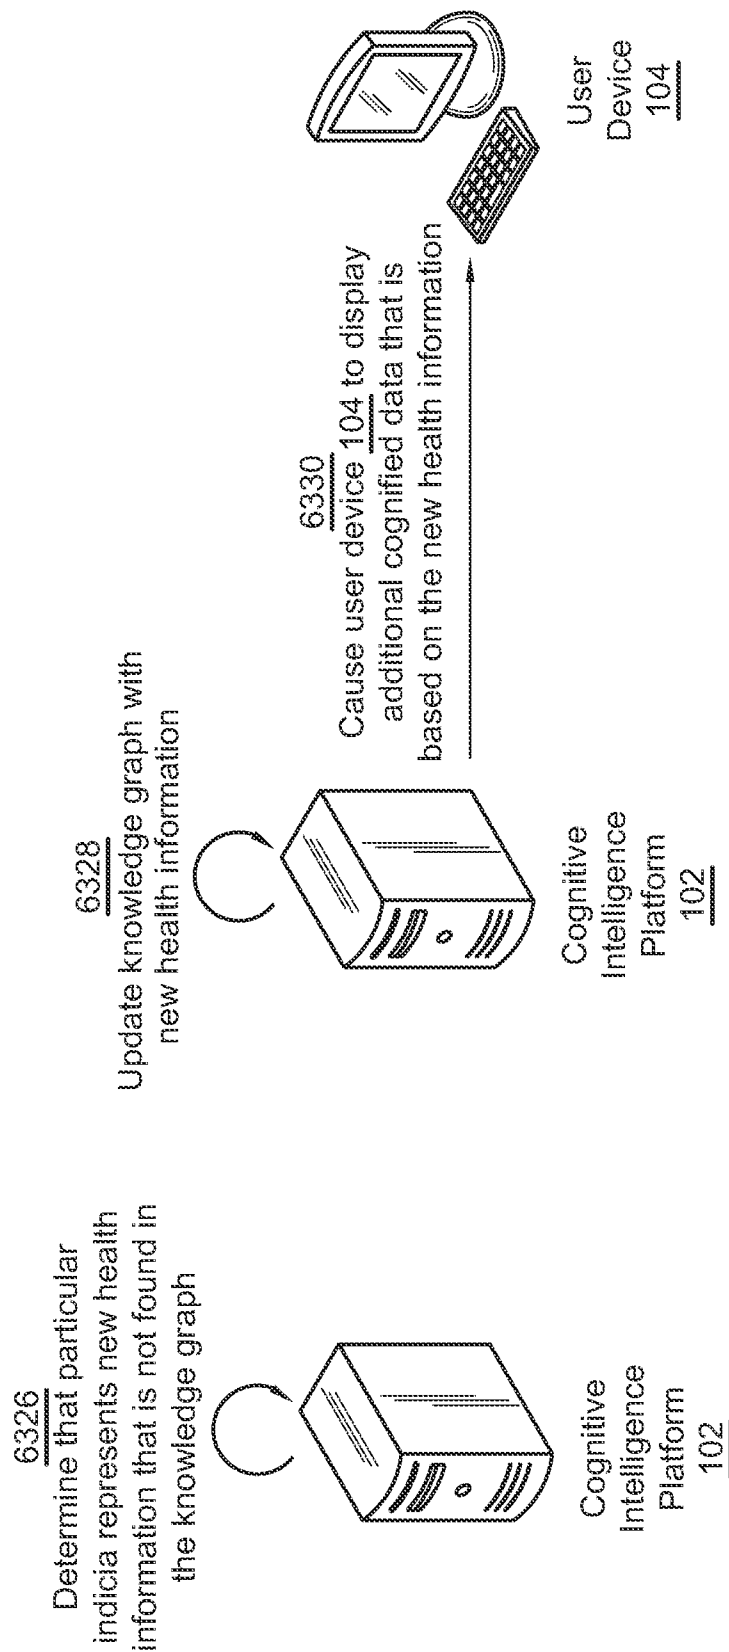 6326
Determine that particular
indicia represents new health
information that is not found in
the knowledge graph
Cognitive
Intelligence
Platform
102
6328
Update knowledge graph with
new health information
Cognitive
Intelligence
Platform
102
6330
Cause user device 104 to display
additional cognified data that is
based on the new health information
User
Device
104